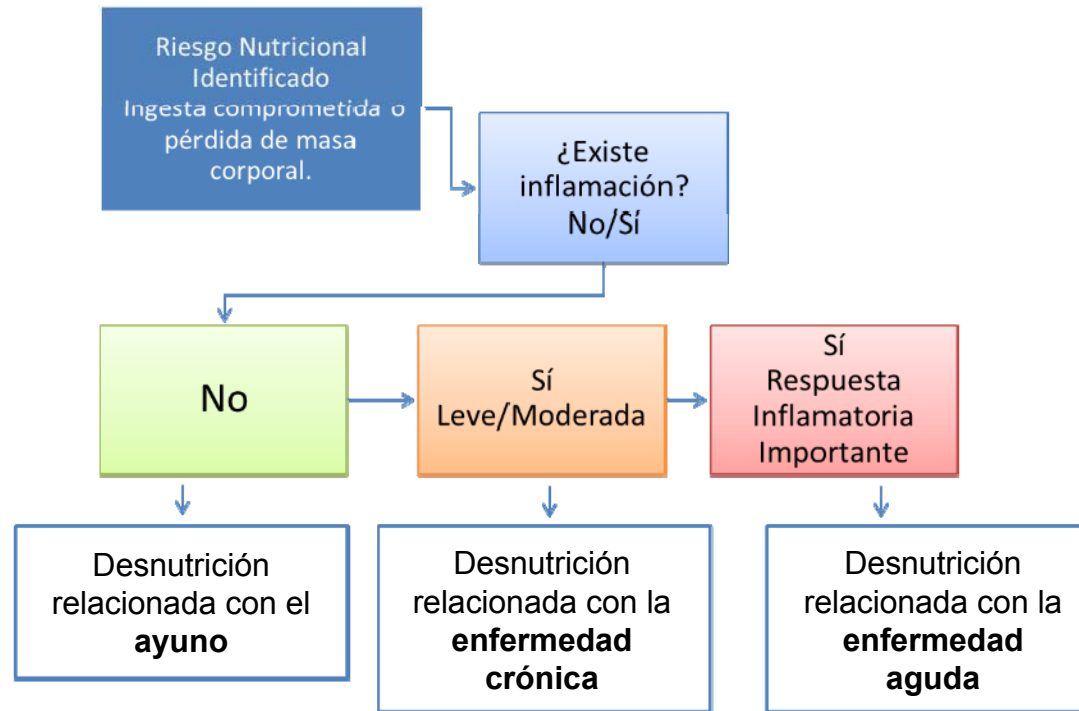 Riesgo Nutricional
Identificado
Ingesta comprometida o
pérdida de masa
corporal.
¿Existe
inflamación?
No/Sí
No
Sí
Leve/Moderada
Sí
Respuesta
Inflamatoria
Importante
Desnutrición
relacionada con el
ayuno
Desnutrición
relacionada con la
enfermedad
crónica
Desnutrición
relacionada con la
enfermedad
aguda